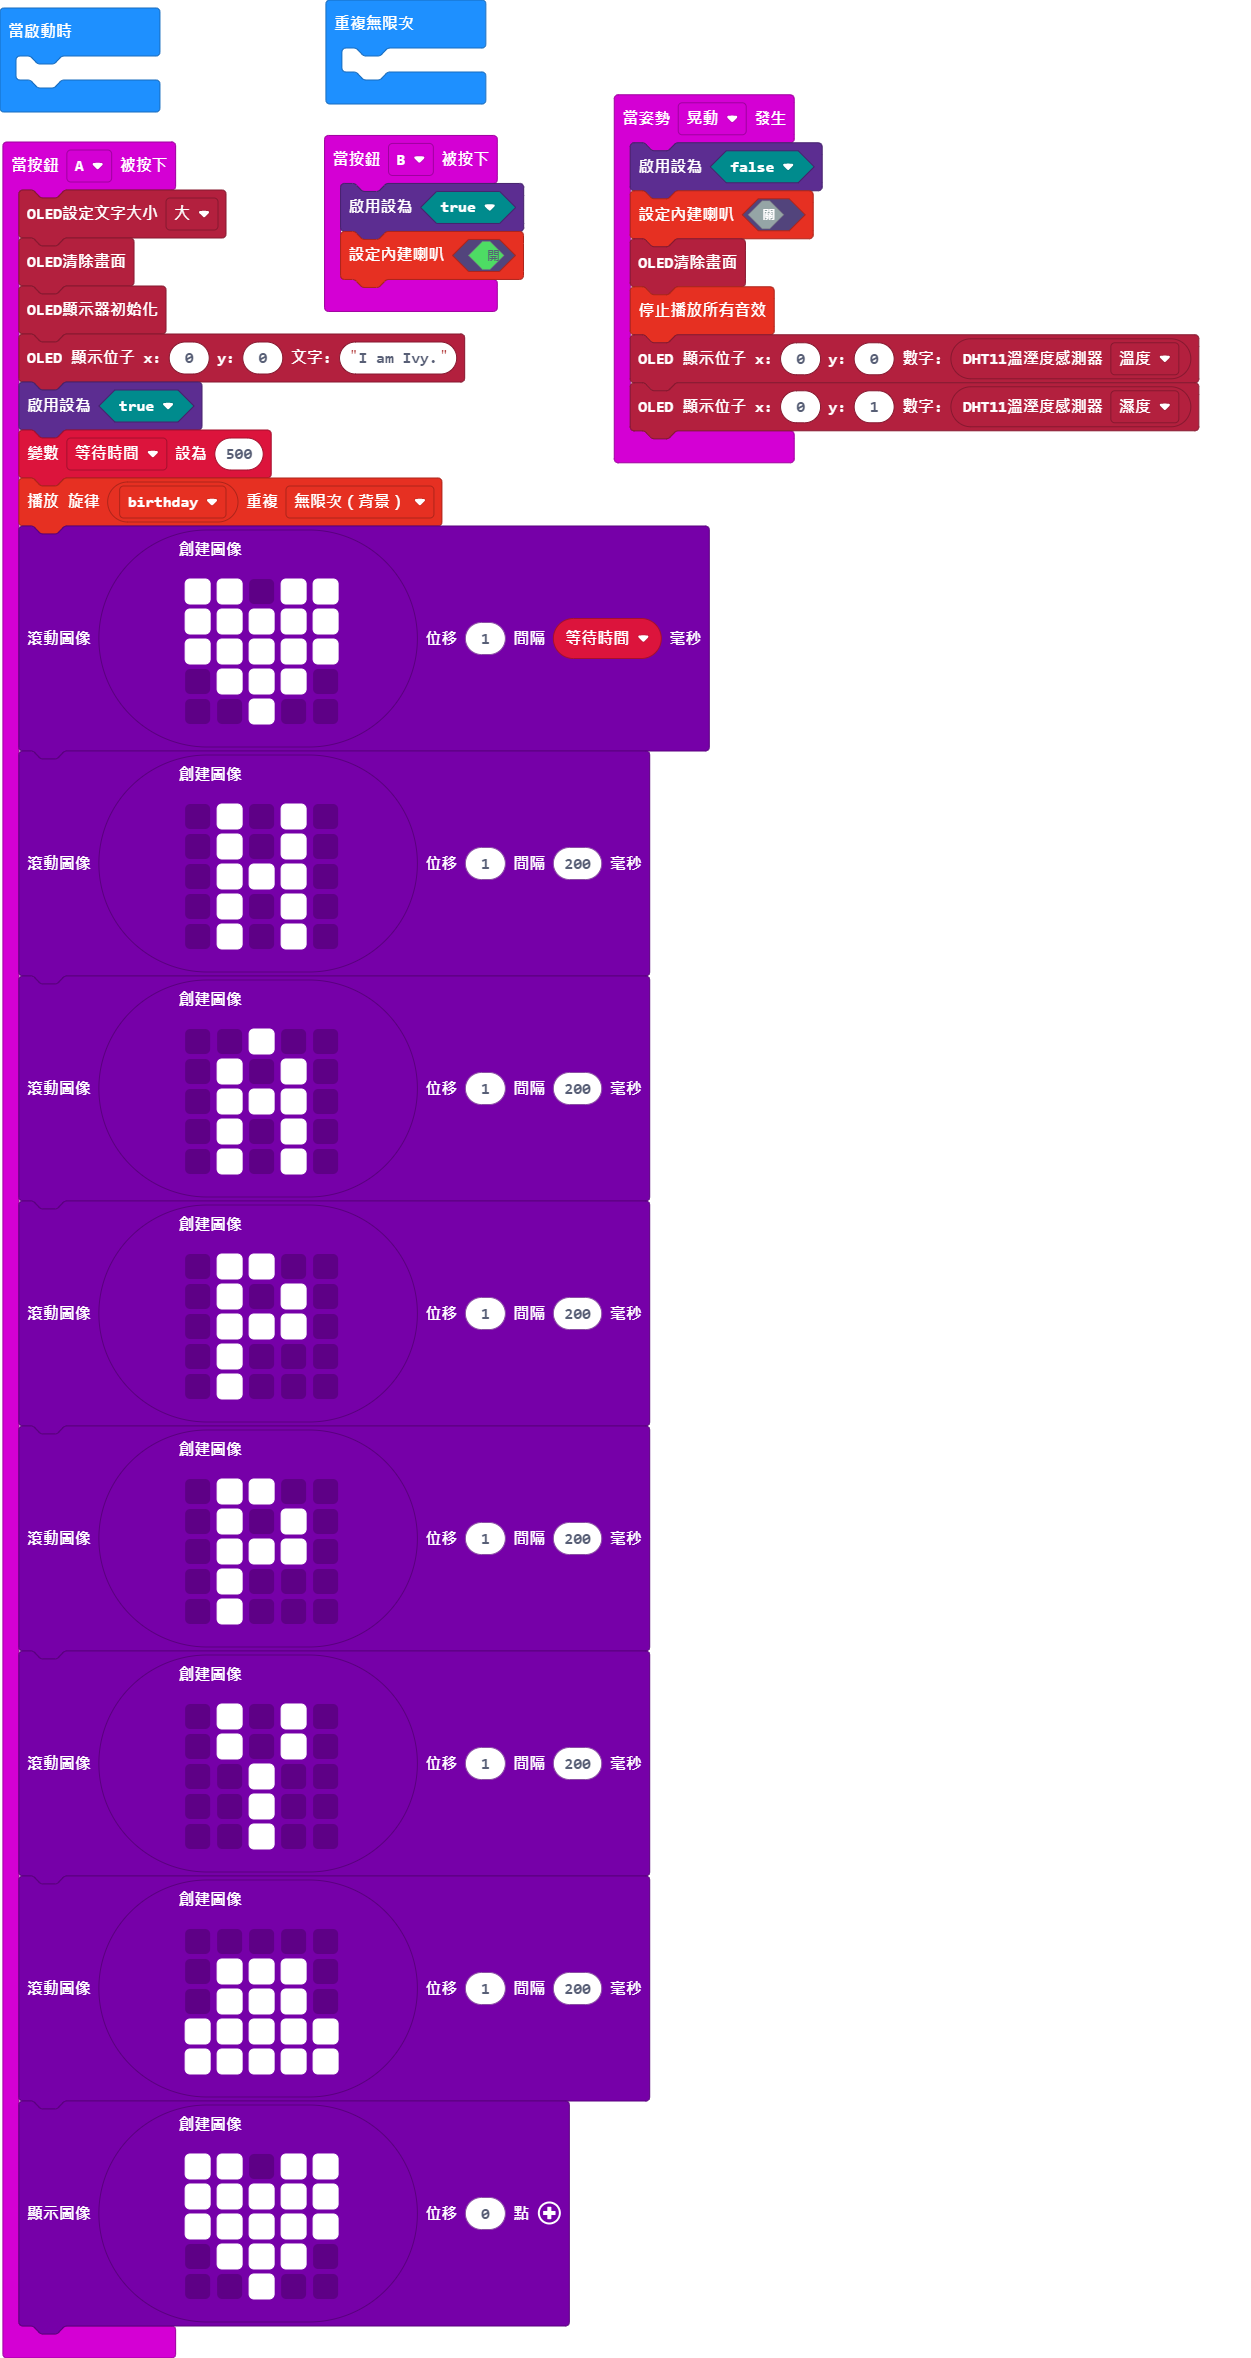 當啟動時
重複無限次
當按鈕 A 被按下
OLED設定文字大小 大
OLED清除畫面
OLED顯示器初始化
OLED 顯示位子 x: 0 y: 0 文字: "I am Ivy."
啟用設為 true
變數 等待時間 設為 500
播放 旋律 birthday 重複 無限次(背景)
創建圖像
滾動圖像 位移 1 間隔 等待時間 毫秒
創建圖像
滾動圖像 位移 1 間隔 200 毫秒
創建圖像
滾動圖像 位移 1 間隔 200 毫秒
創建圖像
滾動圖像 位移 1 間隔 200 毫秒
創建圖像
滾動圖像 位移 1 間隔 200 毫秒
創建圖像
滾動圖像 位移 1 間隔 200 毫秒
創建圖像
滾動圖像 位移 1 間隔 200 毫秒
創建圖像
顯示圖像 位移 0 點
當按鈕 B 被按下
啟用設為 true
設定內建喇叭 開
當姿勢 晃動 發生
啟用設為 false
設定內建喇叭 關
OLED清除畫面
停止播放所有音效
OLED 顯示位子 x: 0 y: 0 數字: DHT11溫溼度感測器 溫度
OLED 顯示位子 x: 0 y: 1 數字: DHT11溫溼度感測器 濕度